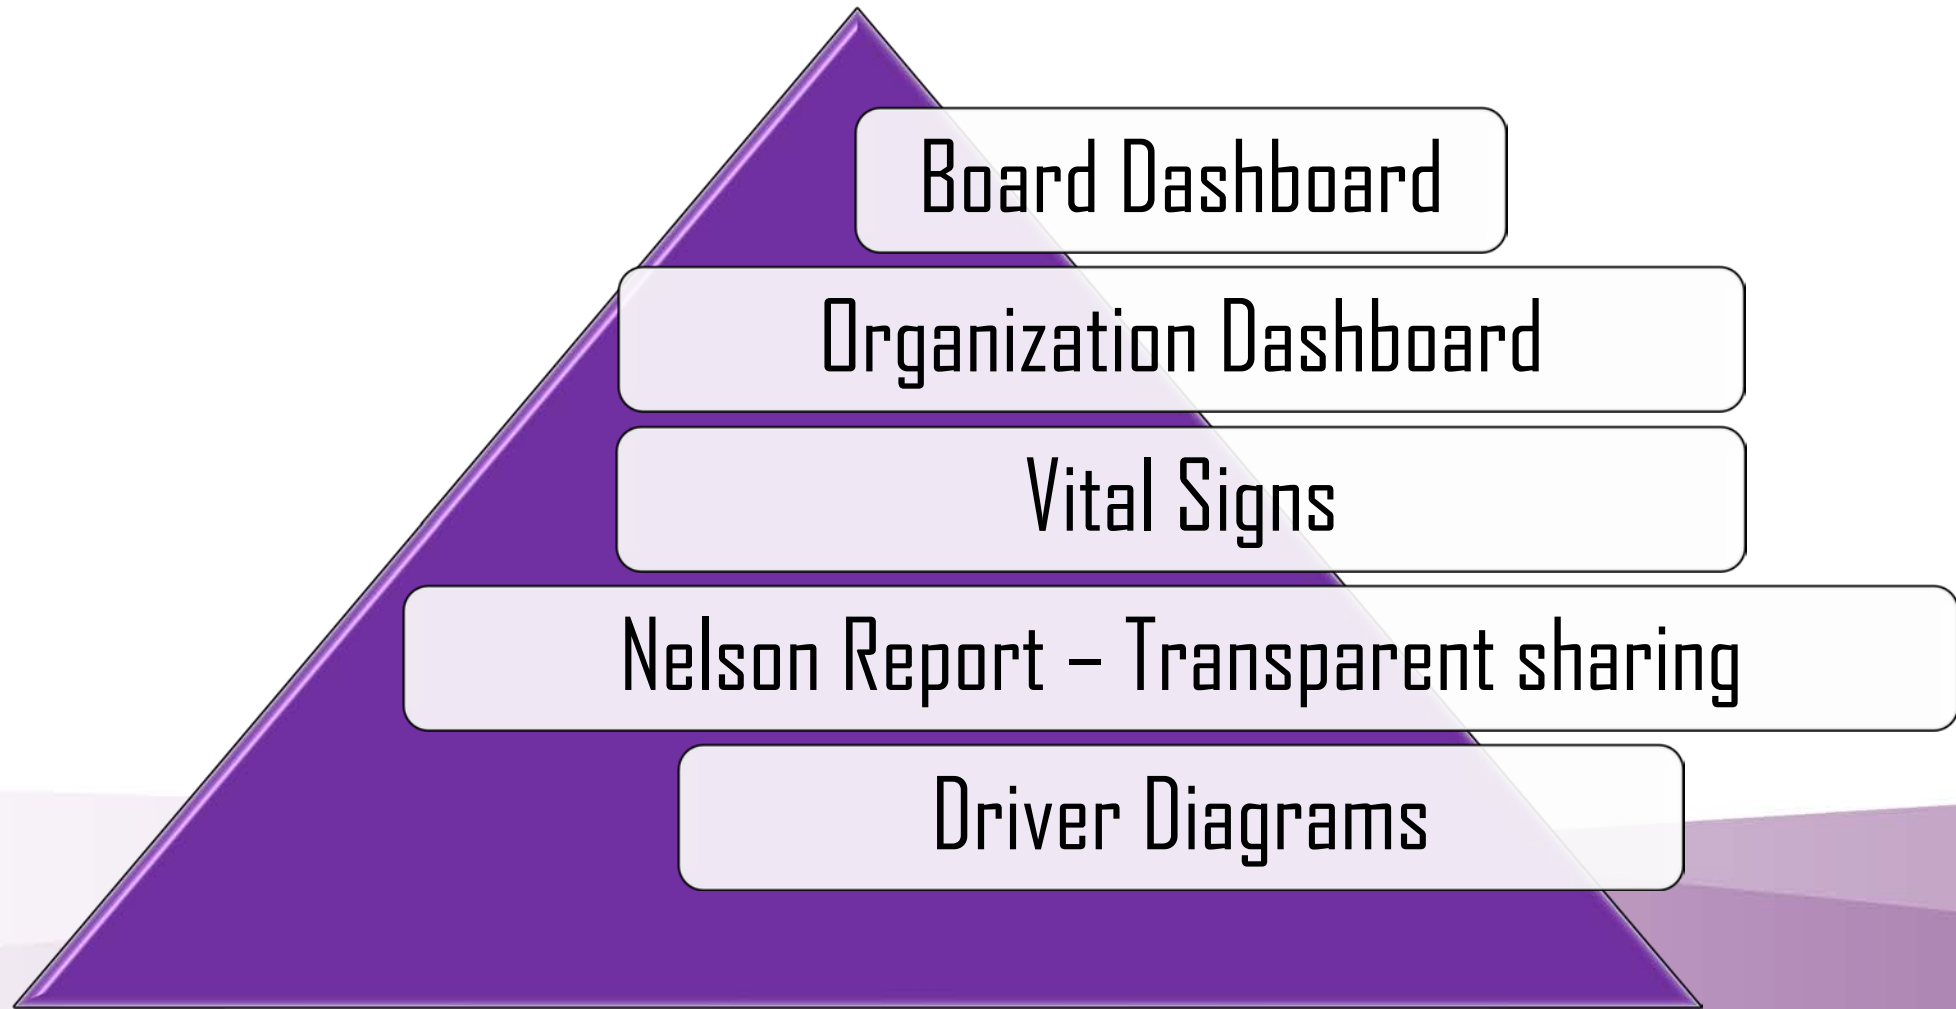 Board Dashboard
Organization Dashboard
Vital Signs
Nelson Report – Transparent sharing
Driver Diagrams